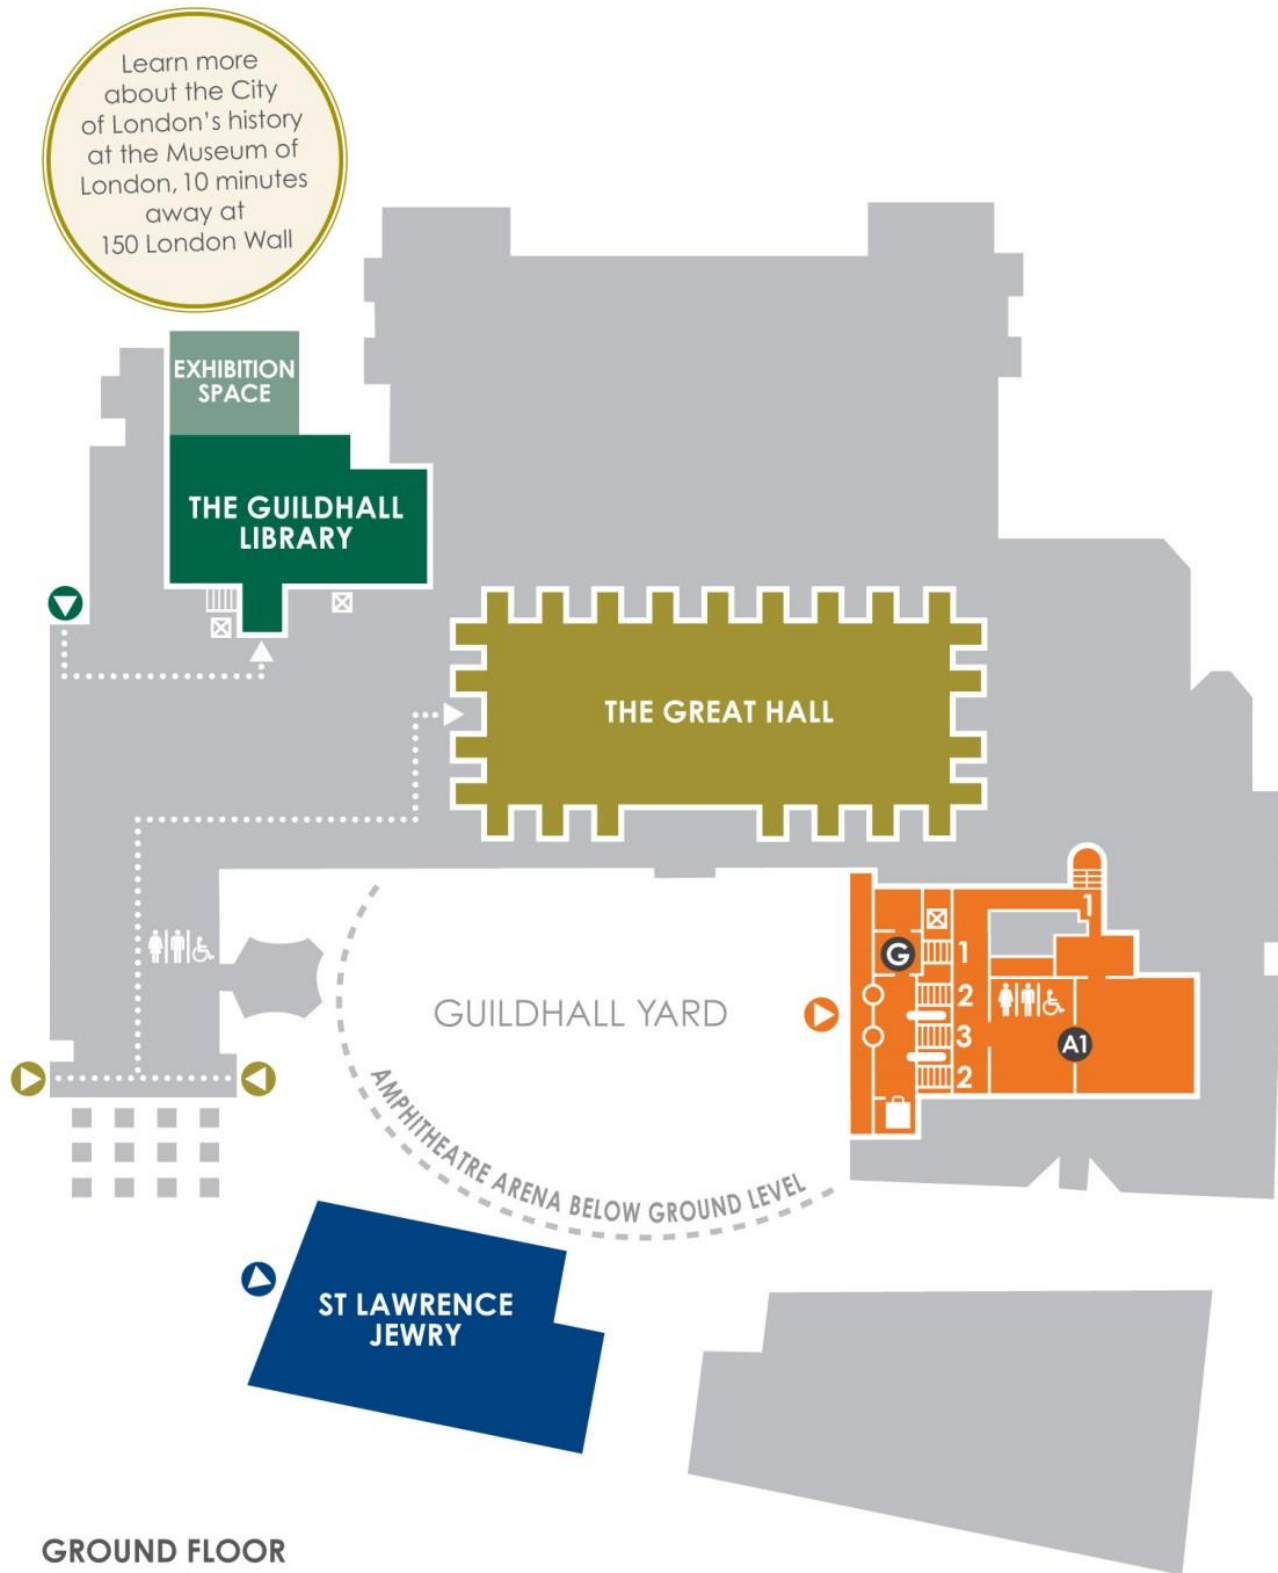 Learn more
about the City
of London's history
at the Museum of
London, 10 minutes
away at
150 London Wall
EXHIBITION
SPACE
THE GUILDHALL
LIBRARY
THE GREAT HALL
1
G
1
2
3
2
A1
GUILDHALL YARD
AMPHITHEATRE ARENA BELOW GROUND LEVEL
ST LAWRENCE
JEWRY
GROUND FLOOR